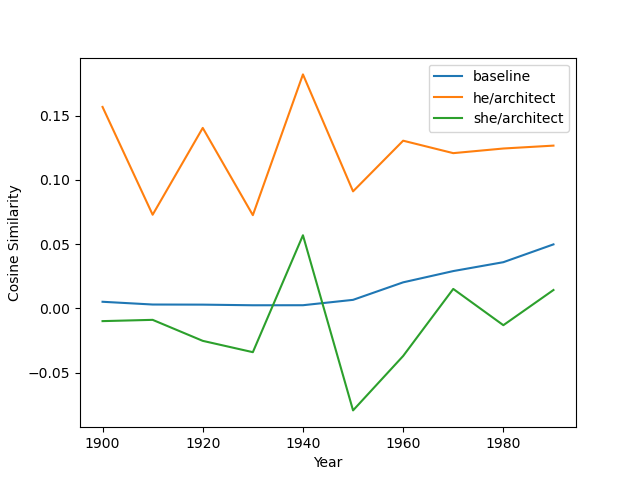 baseline
he/architect
she/architect
0.15
0.10
0.05
0.00
−0.05
Cosine Similarity
1900 1920 1940 1960 1980
Year